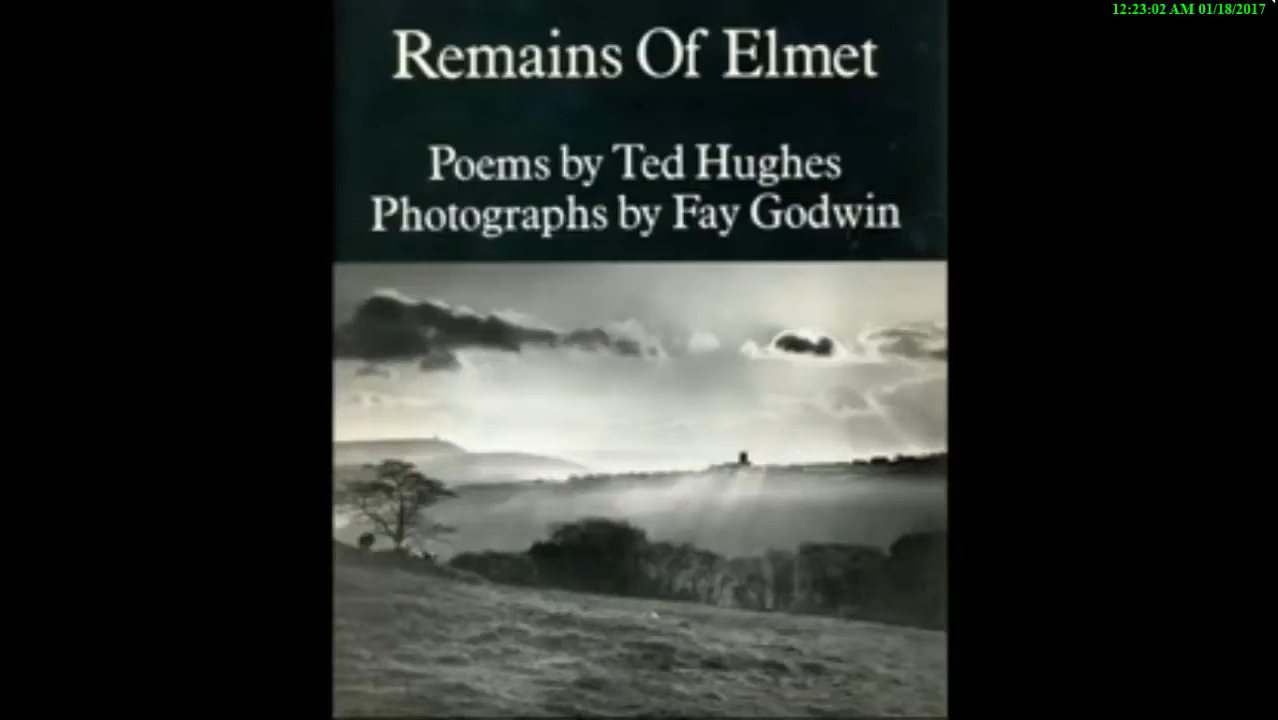 12:23:02 AM 01/18/2017
Remains Of Elmet
Poems by Ted Hughes
Photographs by Fay Godwin